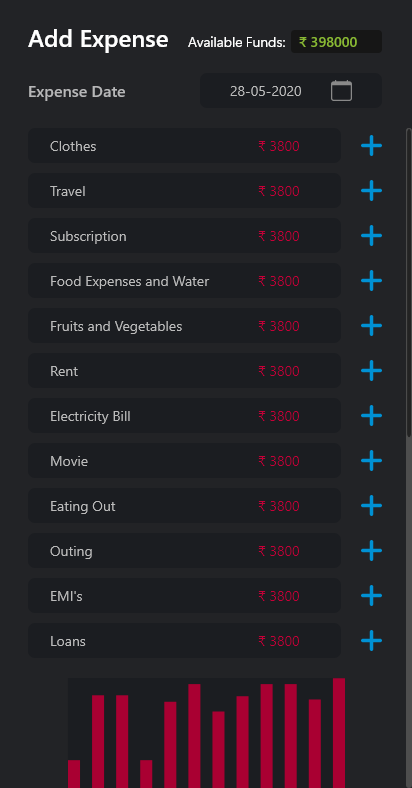 Add Expense Available Funds: ₹ 398000
Expense Date 28-05-2020
Clothes ₹ 3800
Travel ₹ 3800
Subscription ₹ 3800
Food Expenses and Water ₹ 3800
Fruits and Vegetables ₹ 3800
Rent ₹ 3800
Electricity Bill ₹ 3800
Movie ₹ 3800
Eating Out ₹ 3800
Outing ₹ 3800
EMI's ₹ 3800
Loans ₹ 3800